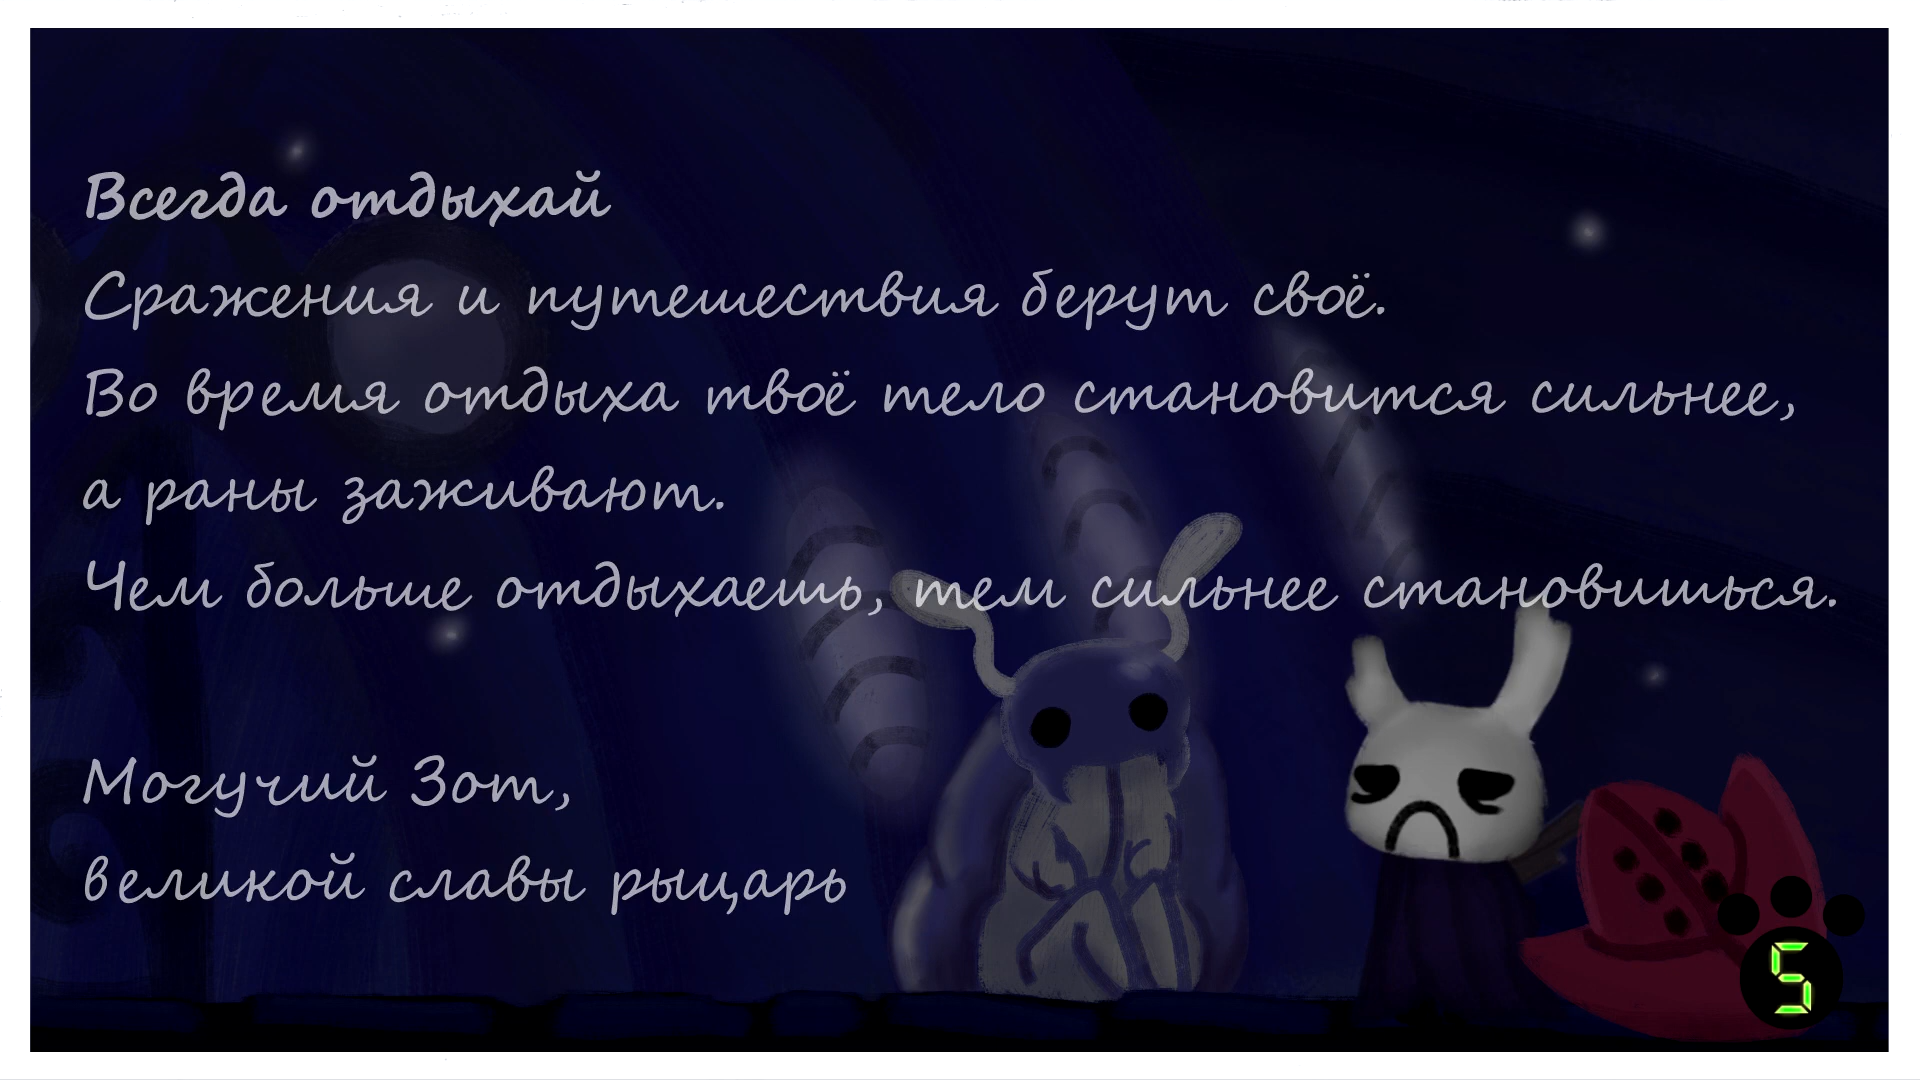 Всегда отдыхай
Сражения и путешествия берут своё.
Во время отдыха твоё тело становится сильнее,
а раны заживают.
Чем больше отдыхаешь, тем сильнее становишься.
Могучий Зот,
великой славы рыцарь
5